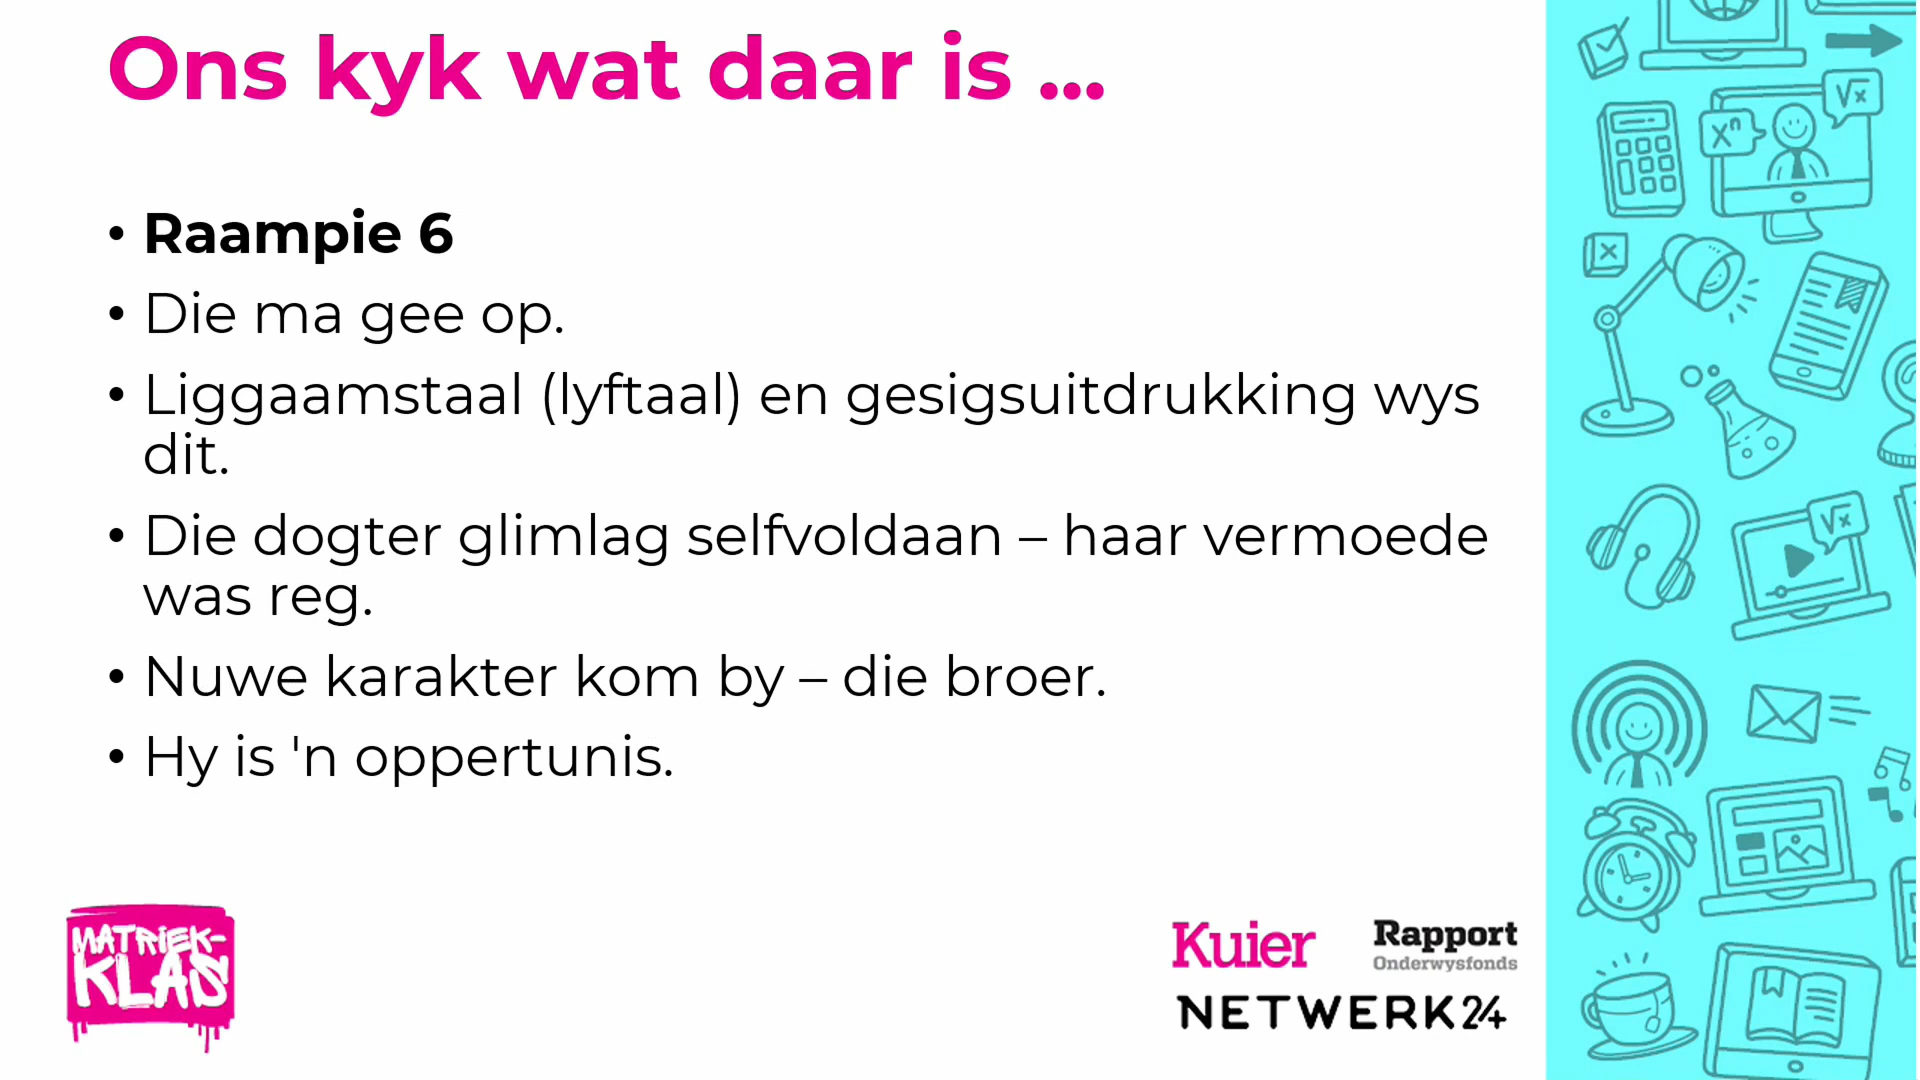 Ons kyk wat daar is ...
• Raampie 6
• Die ma gee op.
• Liggaamstaal (lyftaal) en gesigsuitdrukking wys
dit.
• Die dogter glimlag selfvoldaan – haar vermoede
was reg.
• Nuwe karakter kom by – die broer.
• Hy is 'n oppertunis.
MATRIEK-
KLAS
Kuier
Rapport
Onderwysfonds
NETWERK24
√x
Xⁿ
√x